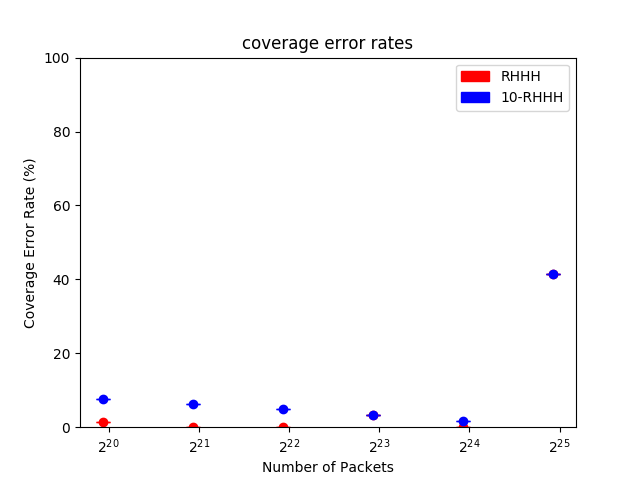 coverage error rates
RHHH
10-RHHH
100
80
60
40
20
0
Coverage Error Rate (%)
2^20 2^21 2^22 2^23 2^24 2^25
Number of Packets